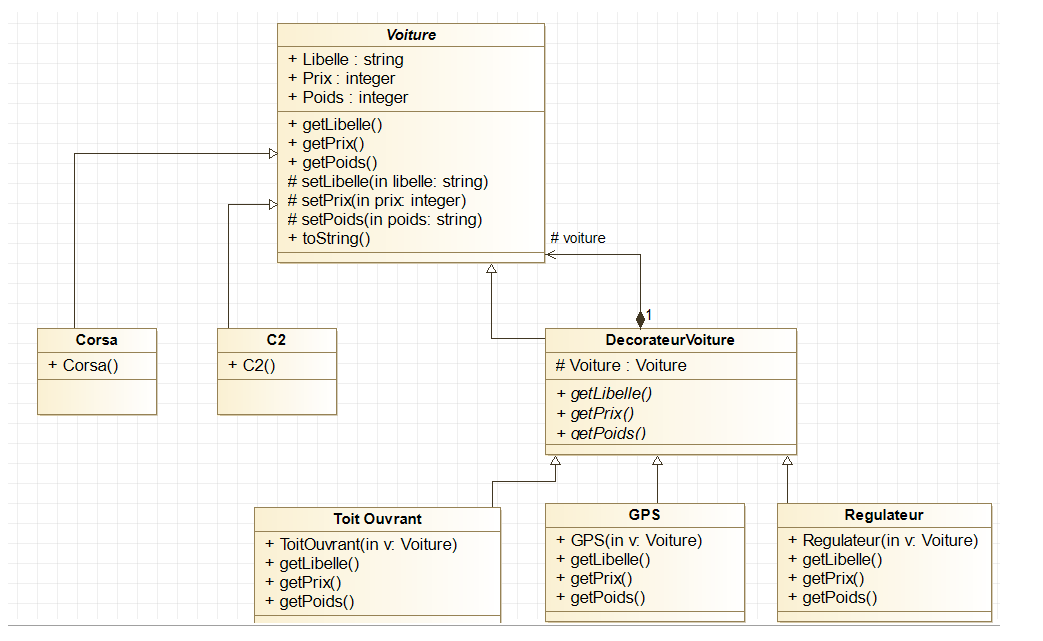 Voiture
+ Libelle : string
+ Prix : integer
+ Poids : integer
+ getLibelle()
+ getPrix()
+ getPoids()
# setLibelle(in libelle: string)
# setPrix(in prix: integer)
# setPoids(in poids: string)
+ toString()
# voiture
1
Corsa
+ Corsa()
C2
+ C2()
DecorateurVoiture
# Voiture : Voiture
+ getLibelle()
+ getPrix()
+ getPoids()
Toit Ouvrant
+ ToitOuvrant(in v: Voiture)
+ getLibelle()
+ getPrix()
+ getPoids()
GPS
+ GPS(in v: Voiture)
+ getLibelle()
+ getPrix()
+ getPoids()
Regulateur
+ Regulateur(in v: Voiture)
+ getLibelle()
+ getPrix()
+ getPoids()